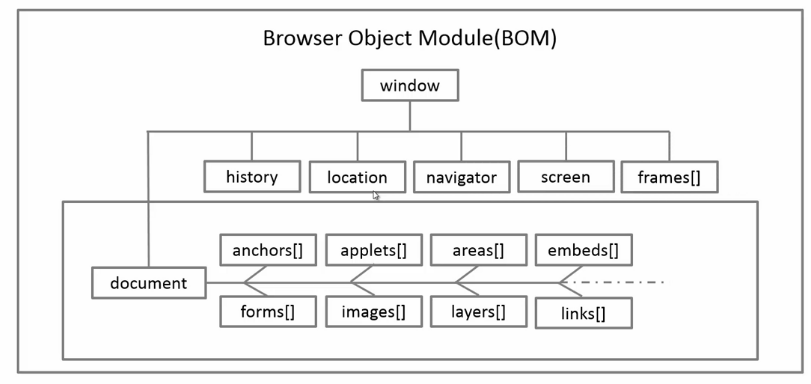 Browser Object Module(BOM)
window
history location navigator screen frames[]
anchors[] applets[] areas[] embeds[]
document
forms[] images[] layers[] links[]